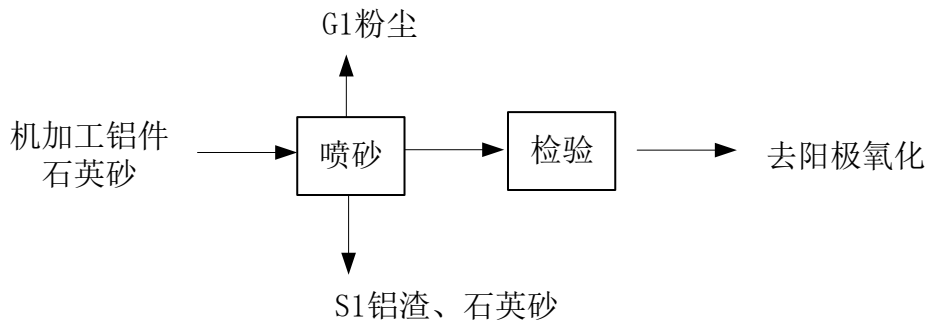 G1粉尘
机加工铝件
石英砂
喷砂
检验
去阳极氧化
S1铝渣、石英砂